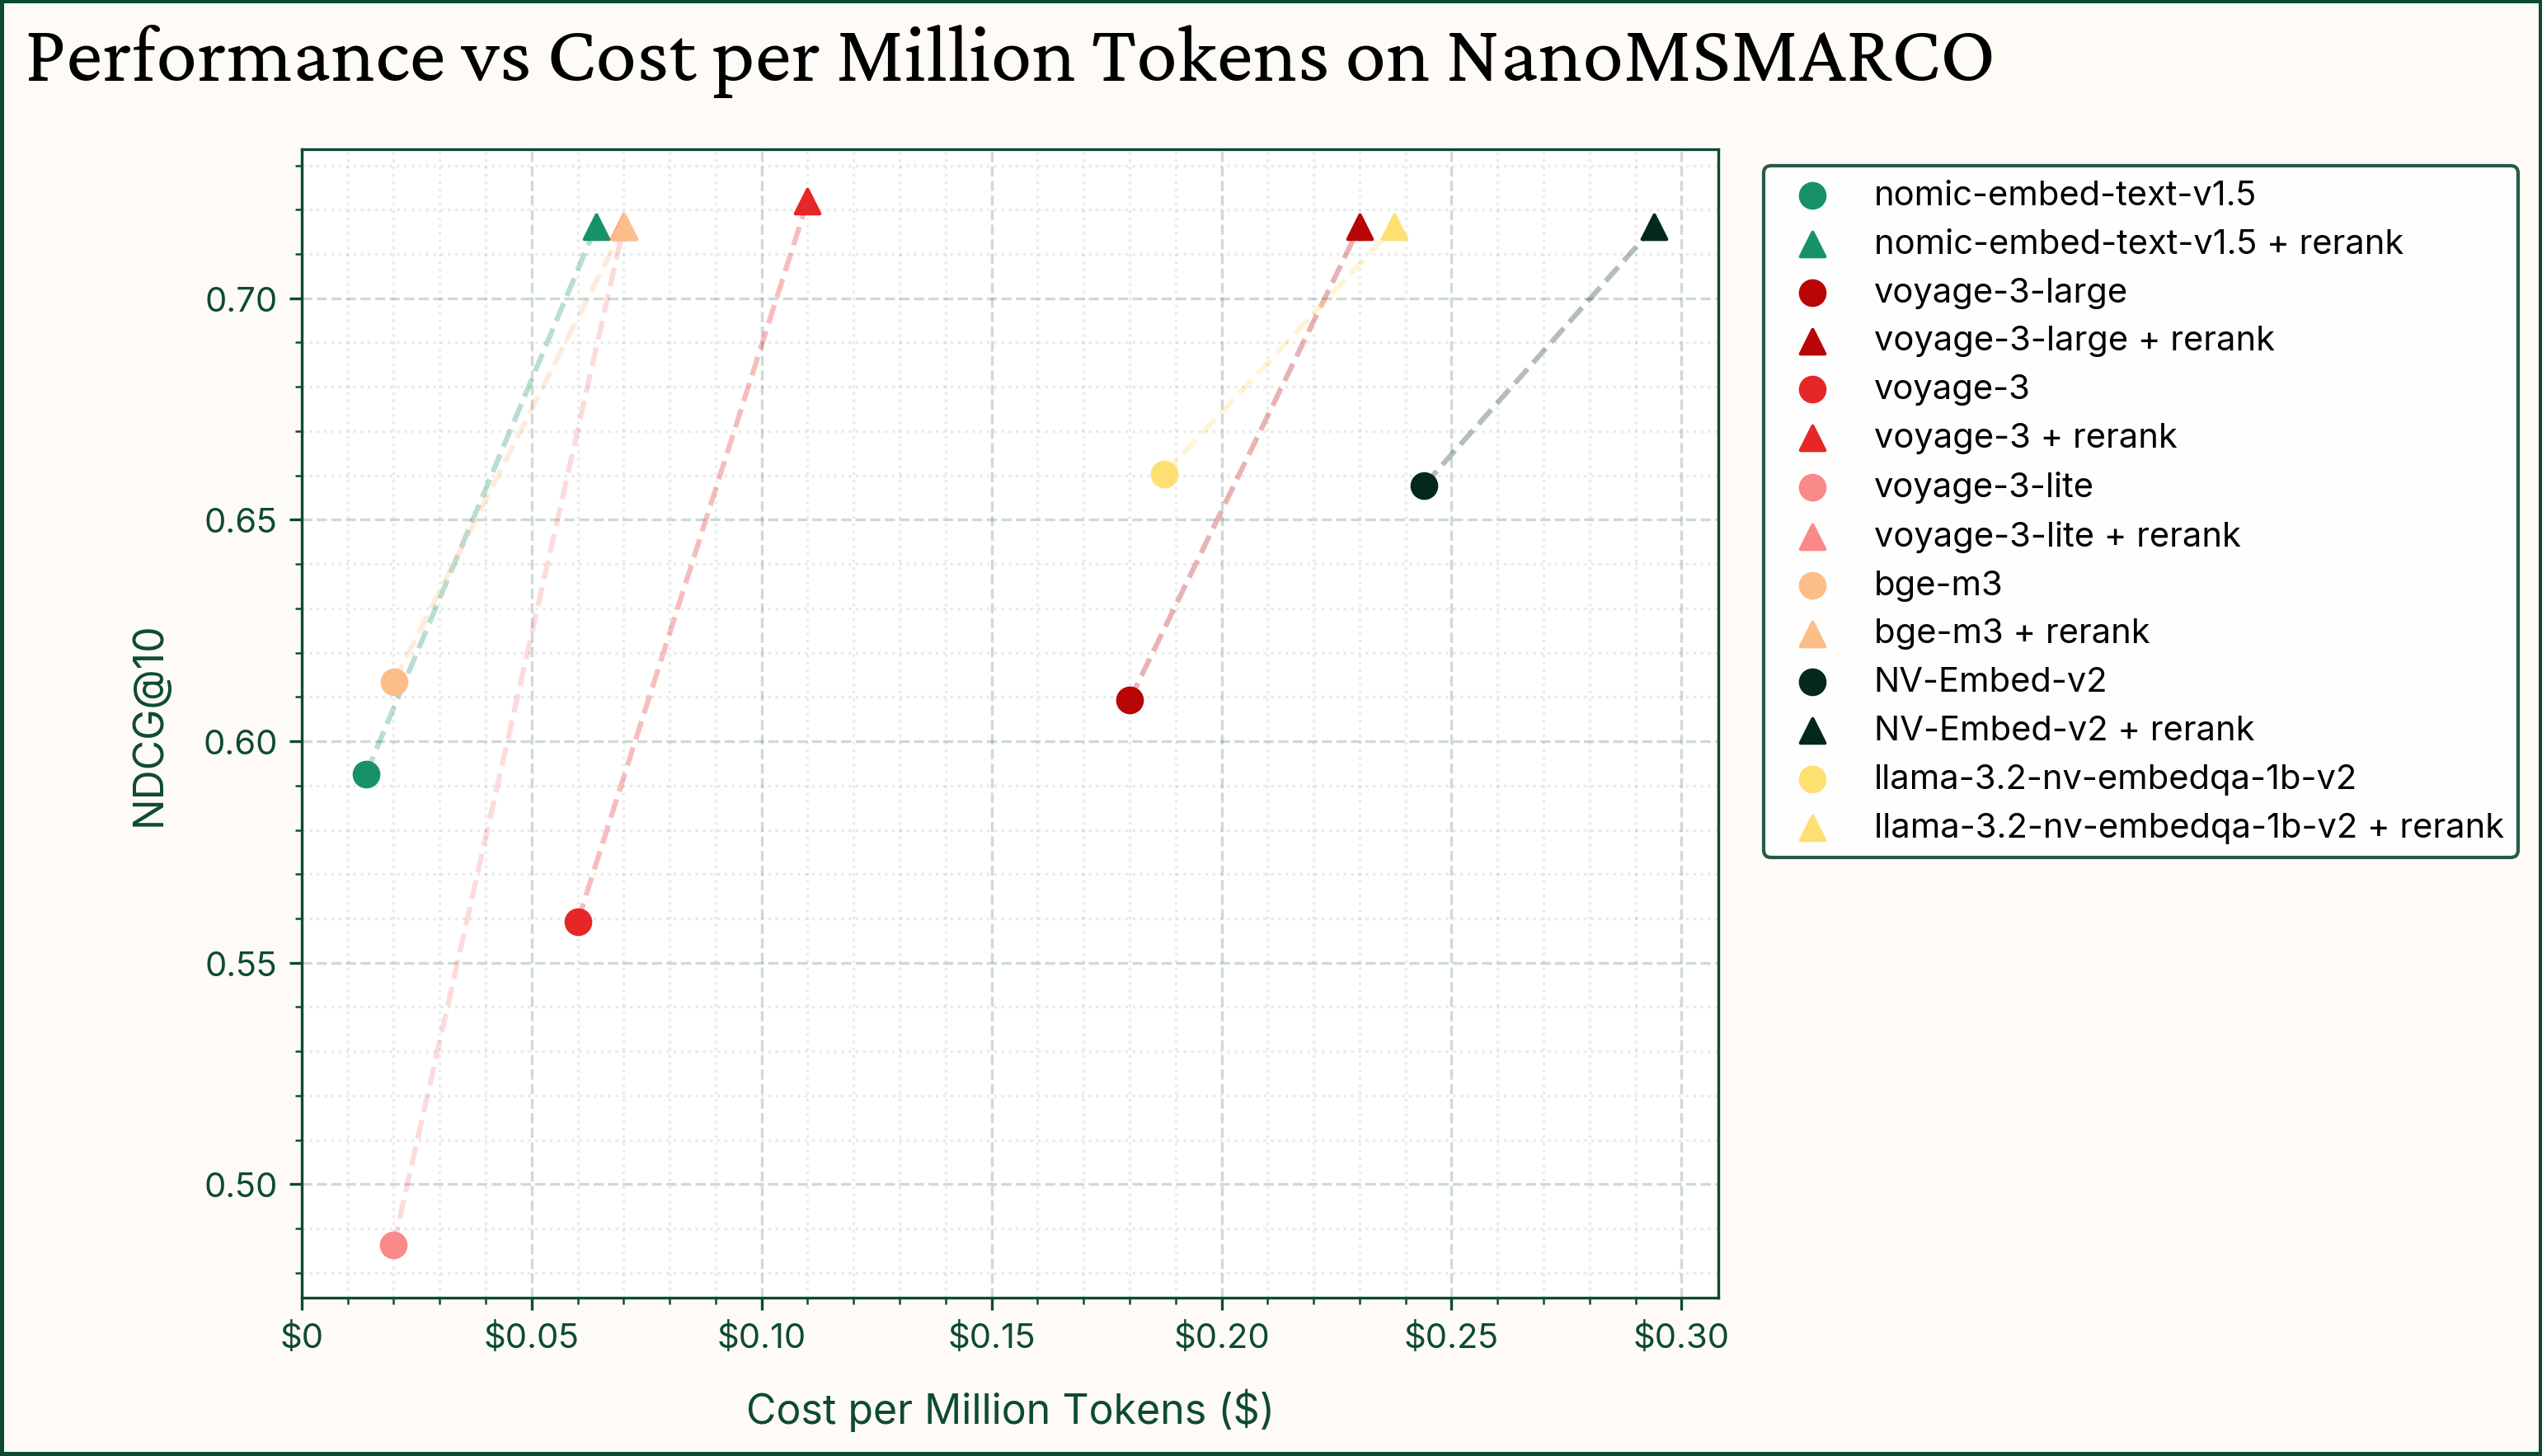 Performance vs Cost per Million Tokens on NanoMSMARCO
NDCG@10
0.70
0.65
0.60
0.55
0.50
$0
$0.05
$0.10
$0.15
$0.20
$0.25
$0.30
Cost per Million Tokens ($)
nomic-embed-text-v1.5
nomic-embed-text-v1.5 + rerank
voyage-3-large
voyage-3-large + rerank
voyage-3
voyage-3 + rerank
voyage-3-lite
voyage-3-lite + rerank
bge-m3
bge-m3 + rerank
NV-Embed-v2
NV-Embed-v2 + rerank
llama-3.2-nv-embedqa-1b-v2
llama-3.2-nv-embedqa-1b-v2 + rerank